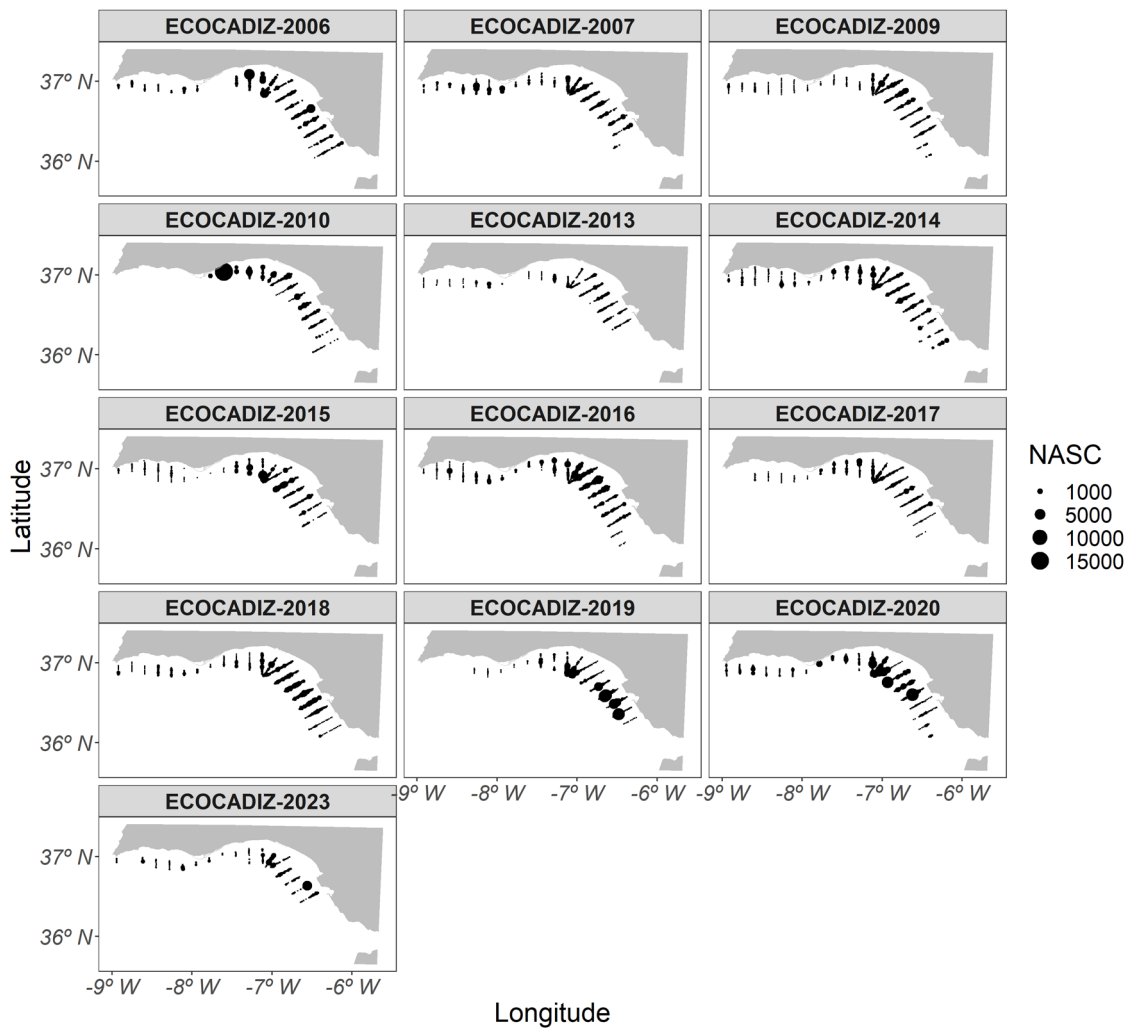 ECOCADIZ-2006 ECOCADIZ-2007 ECOCADIZ-2009
37º N
36º N
ECOCADIZ-2010 ECOCADIZ-2013 ECOCADIZ-2014
37º N
36º N
ECOCADIZ-2015 ECOCADIZ-2016 ECOCADIZ-2017
37º N
36º N
Latitude
NASC
1000
5000
10000
15000
ECOCADIZ-2018 ECOCADIZ-2019 ECOCADIZ-2020
37º N
36º N
-9º W -8º W -7º W -6º W -9º W -8º W -7º W -6º W
ECOCADIZ-2023
37º N
36º N
-9º W -8º W -7º W -6º W
Longitude